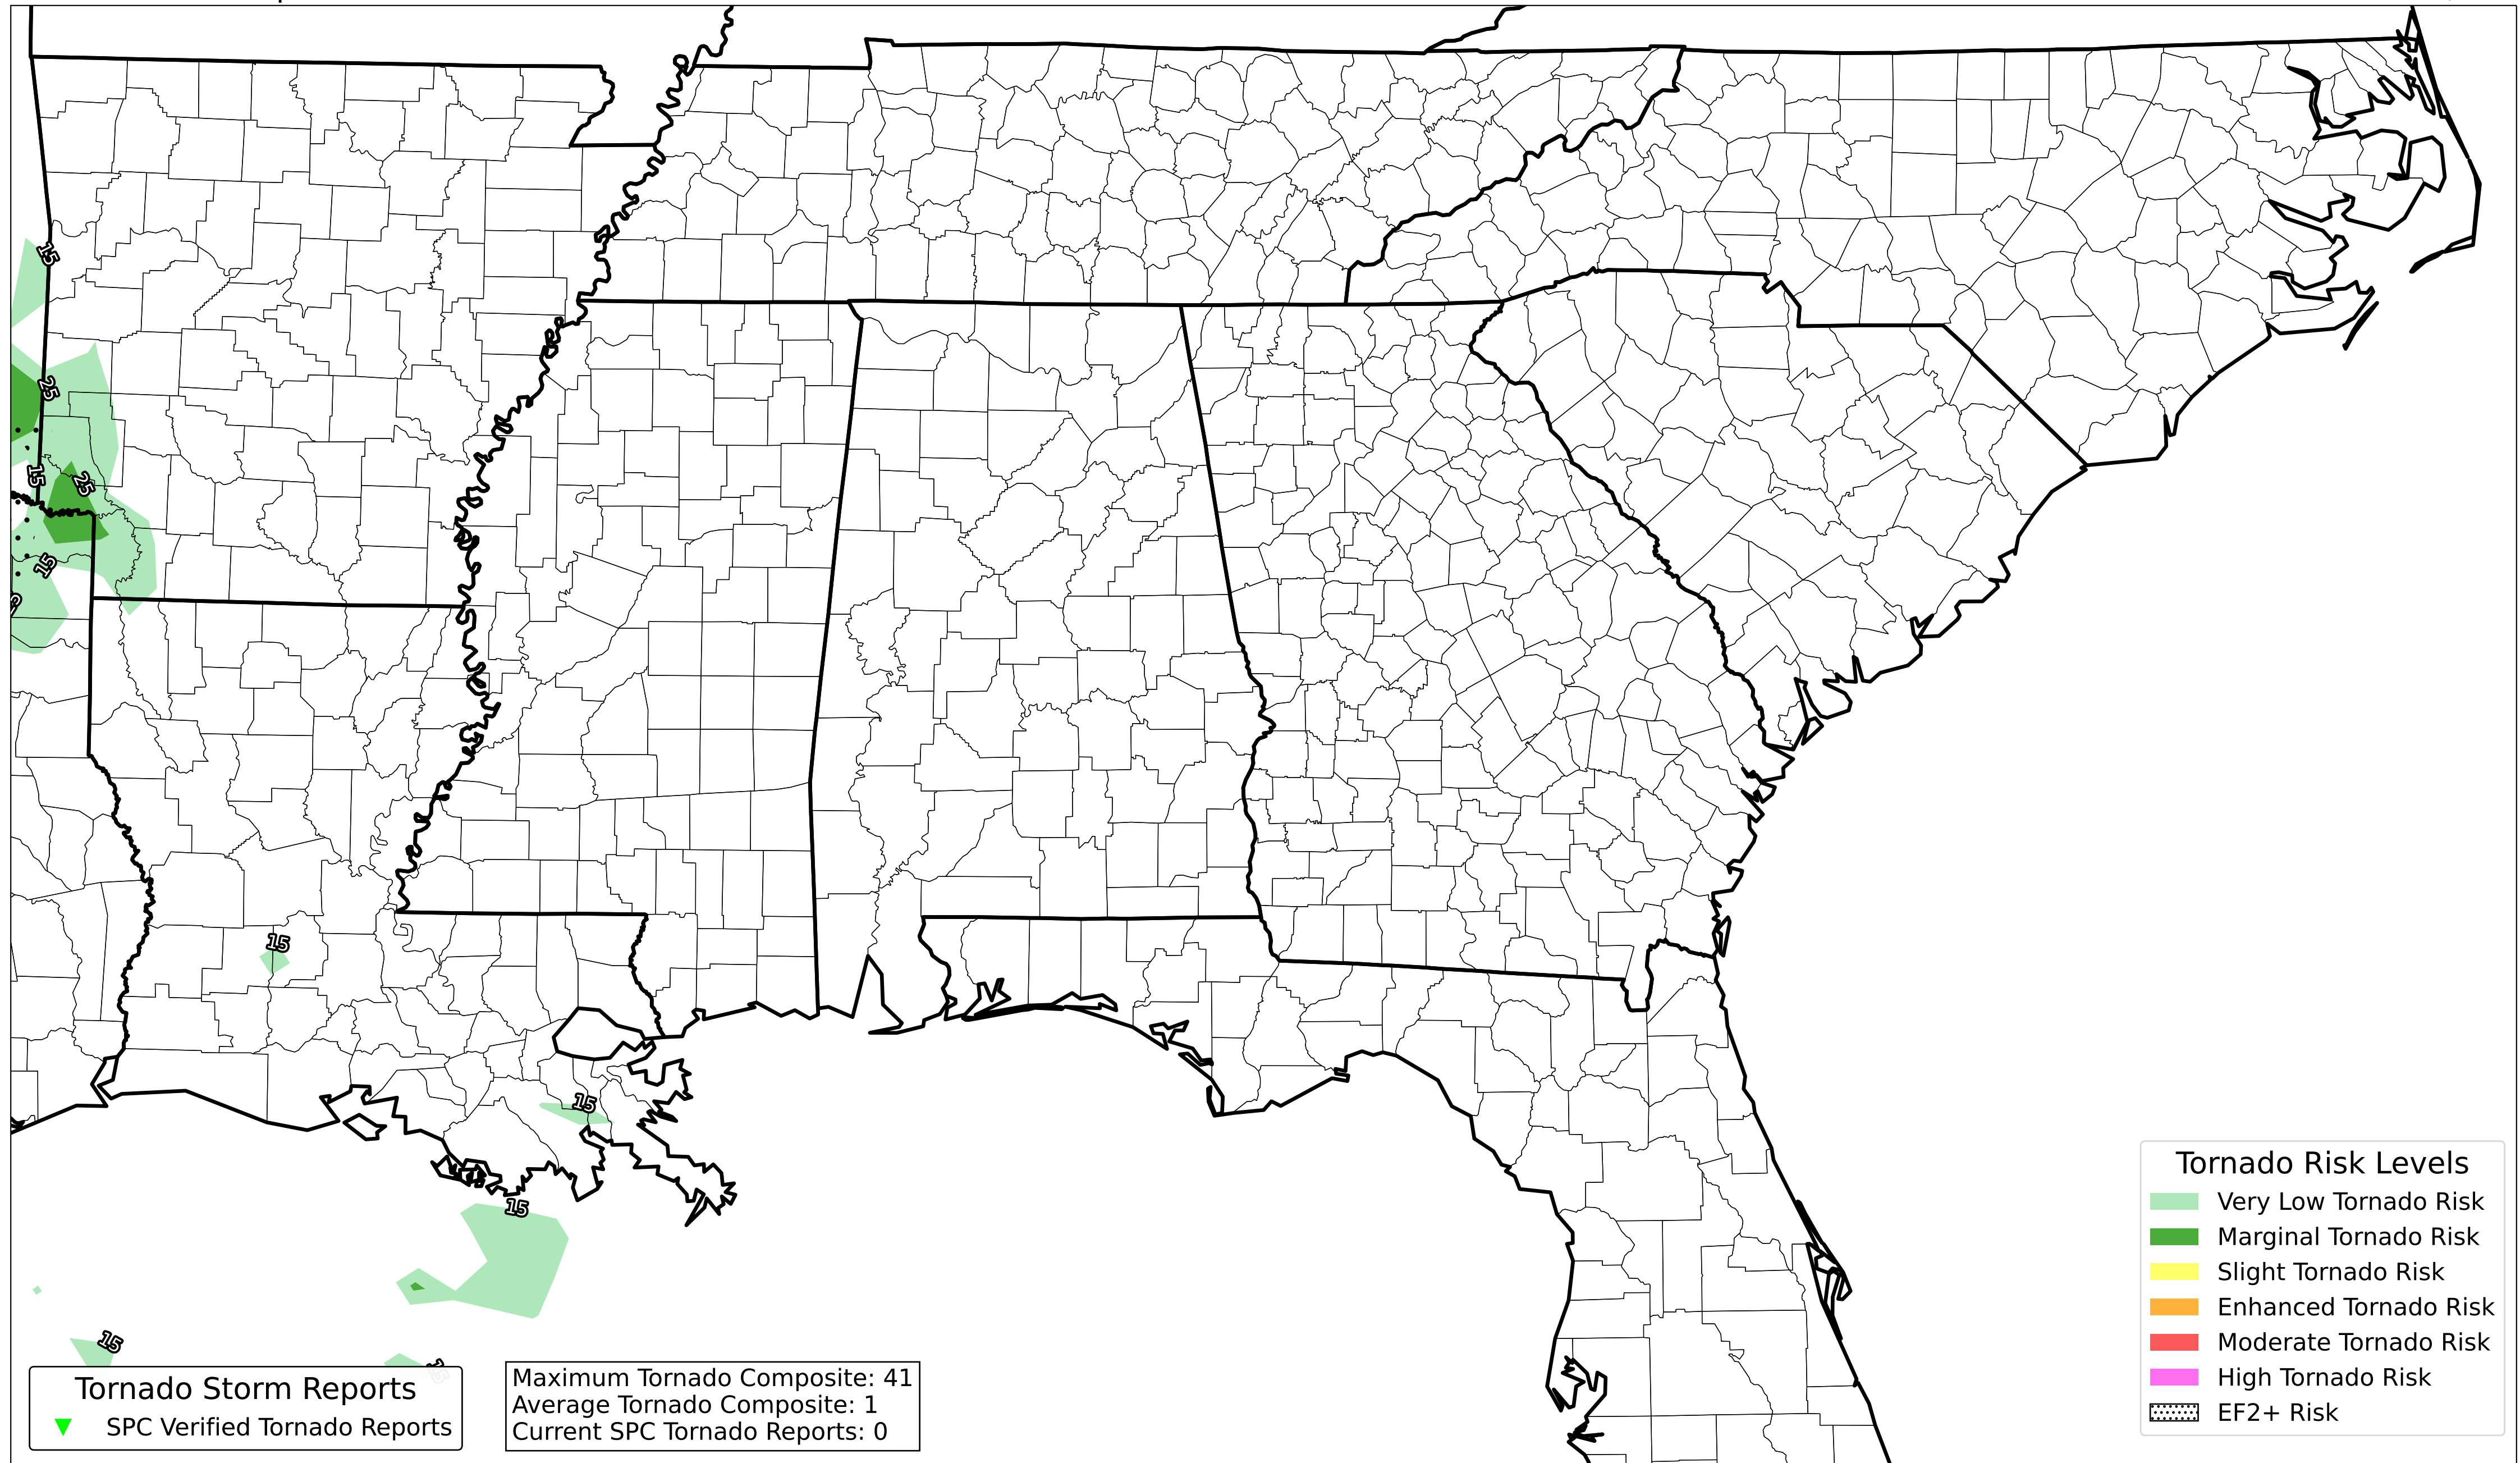 15
25
15
25
15
15
15
15
15
Tornado Storm Reports
SPC Verified Tornado Reports
Maximum Tornado Composite: 41
Average Tornado Composite: 1
Current SPC Tornado Reports: 0
Tornado Risk Levels
Very Low Tornado Risk
Marginal Tornado Risk
Slight Tornado Risk
Enhanced Tornado Risk
Moderate Tornado Risk
High Tornado Risk
EF2+ Risk